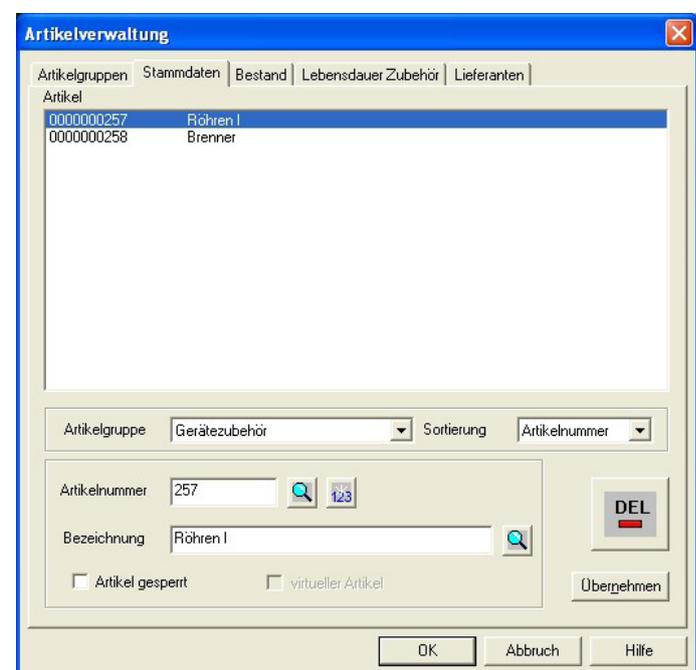 Artikelverwaltung
Artikelgruppen Stammdaten Bestand Lebensdauer Zubehör Lieferanten
Artikel
0000000257 Röhren I
0000000258 Brenner
Artikelgruppe Gerätezubehör Sortierung Artikelnummer
Artikelnummer 257 123
DEL
Bezeichnung Röhren I
Artikel gesperrt virtueller Artikel Übernehmen
OK Abbruch Hilfe